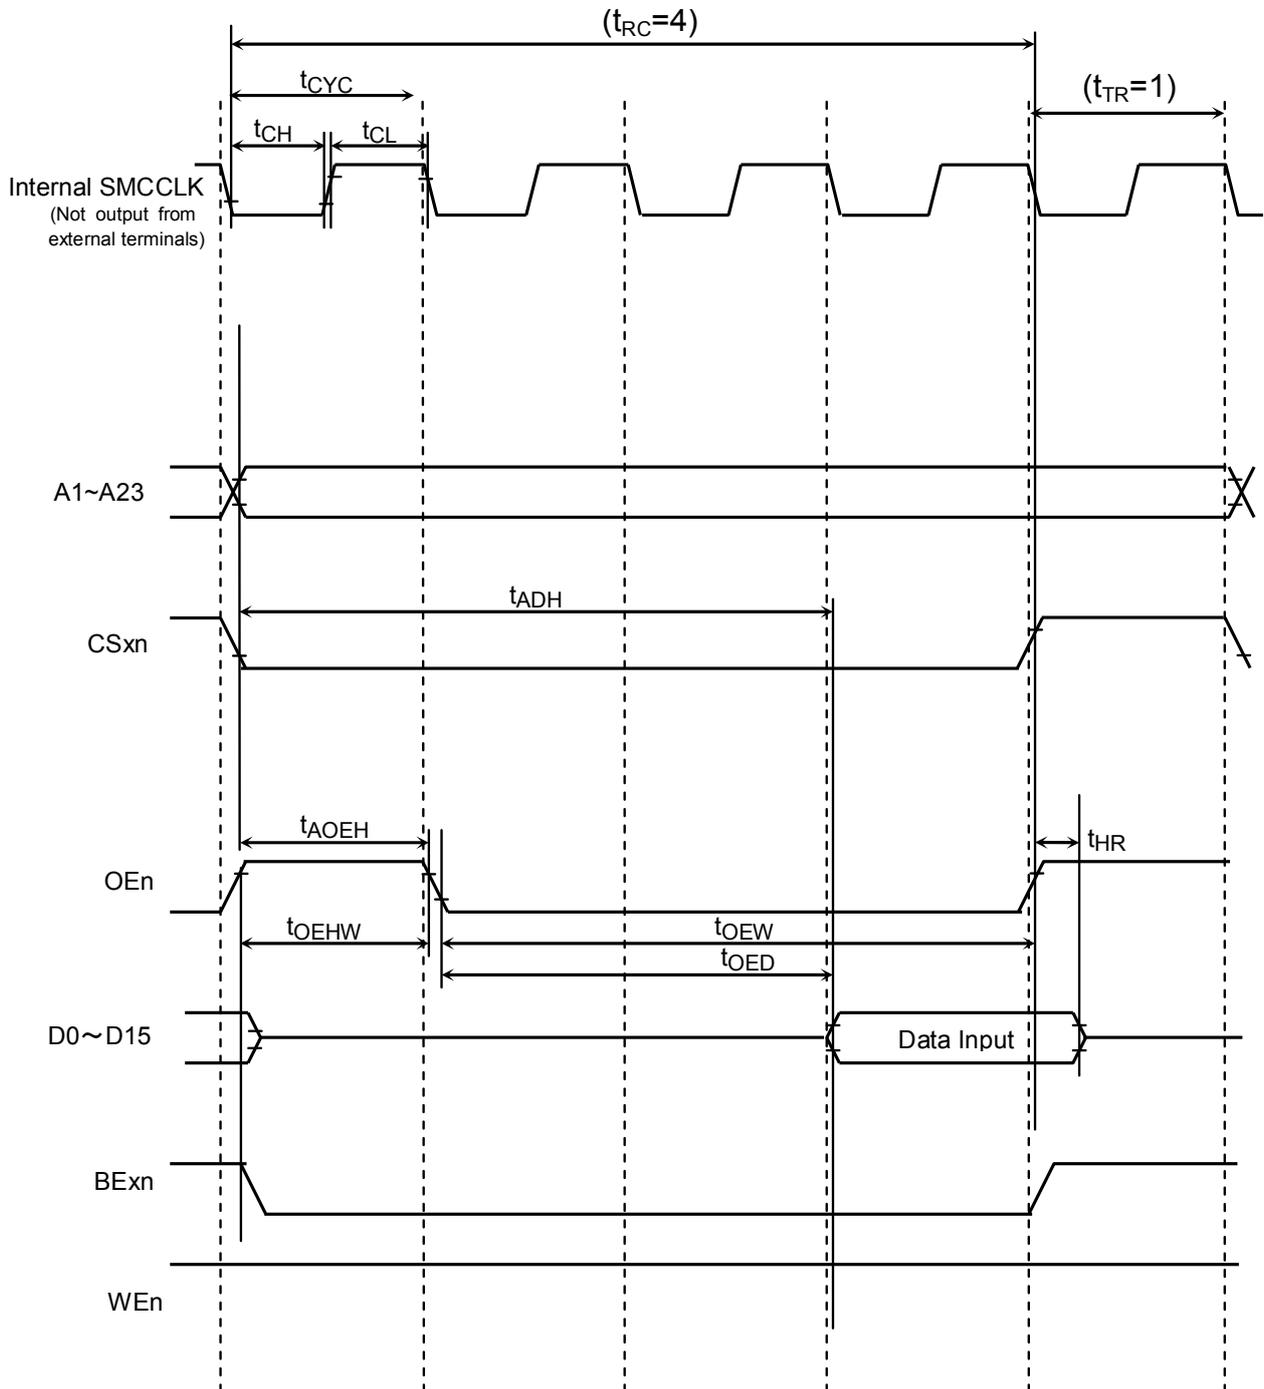 (tRC=4)
tCYC
(tTR=1)
tCH
tCL
Internal SMCCLK
(Not output from
external terminals)
A1~A23
tADH
CSxn
tAOEH
tHR
OEn
tOEHW
tOEW
tOED
D0～D15
Data Input
BExn
WEn